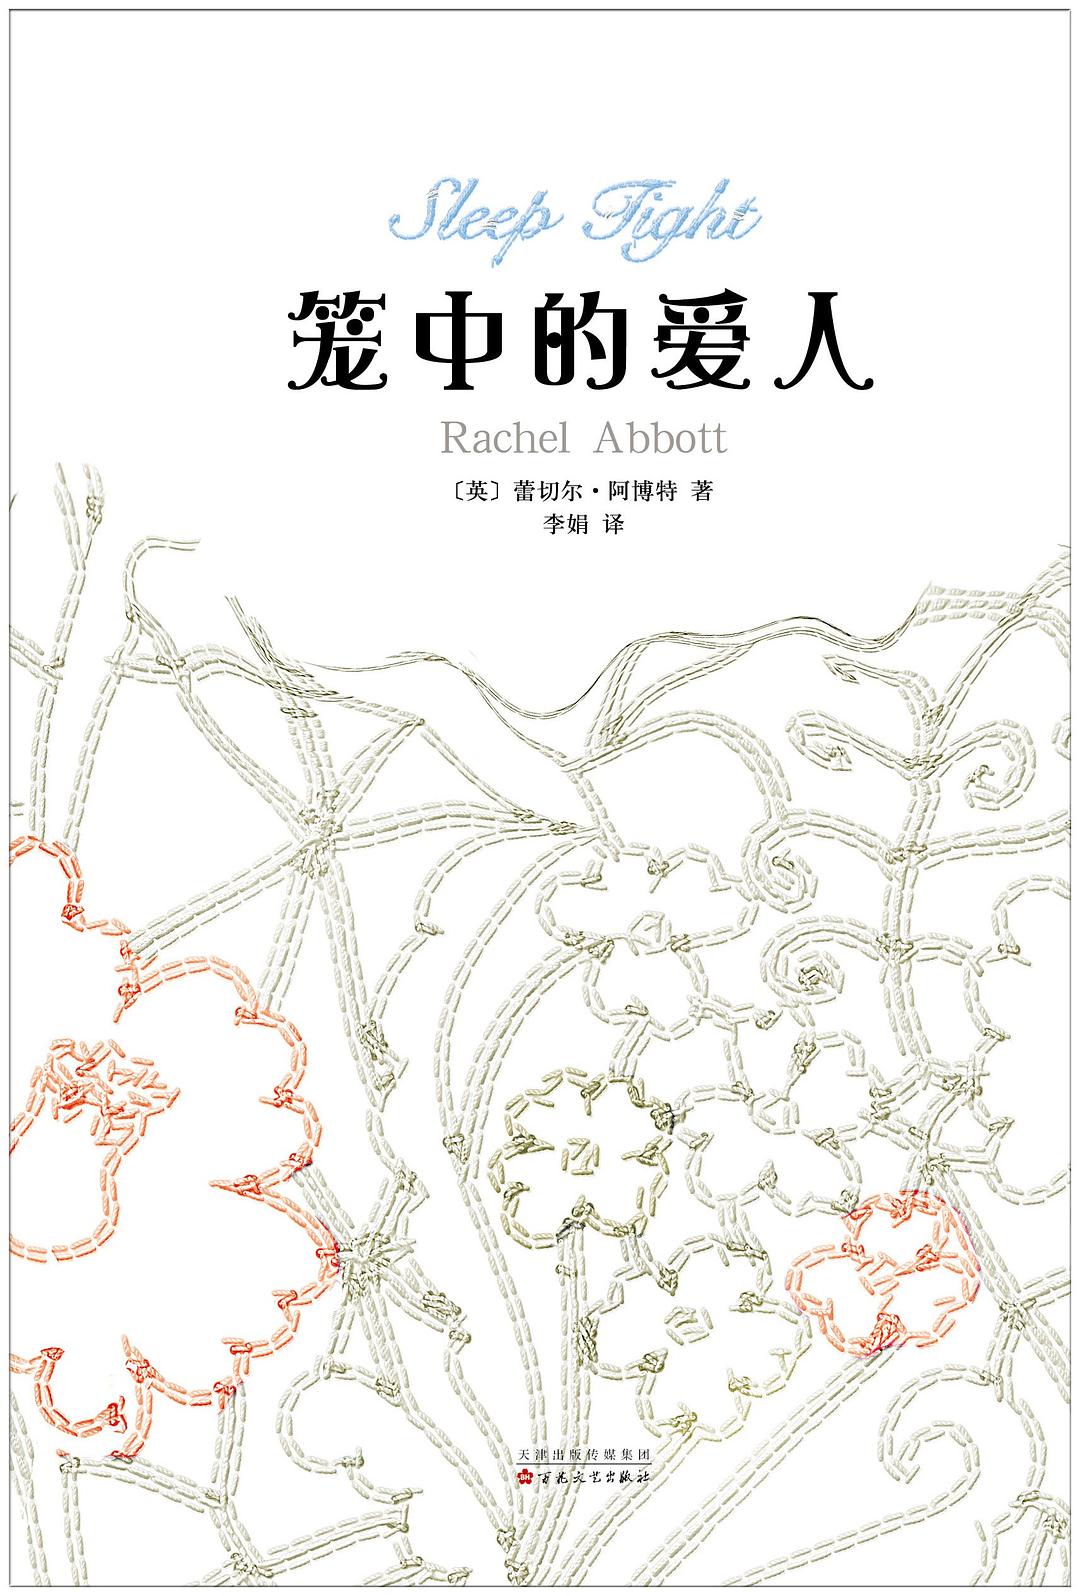 Sleep Tight
笼中的爱人
Rachel Abbott
〔英〕蕾切尔·阿博特 著
李娟 译
天津出版传媒集团
BH 百花文艺出版社